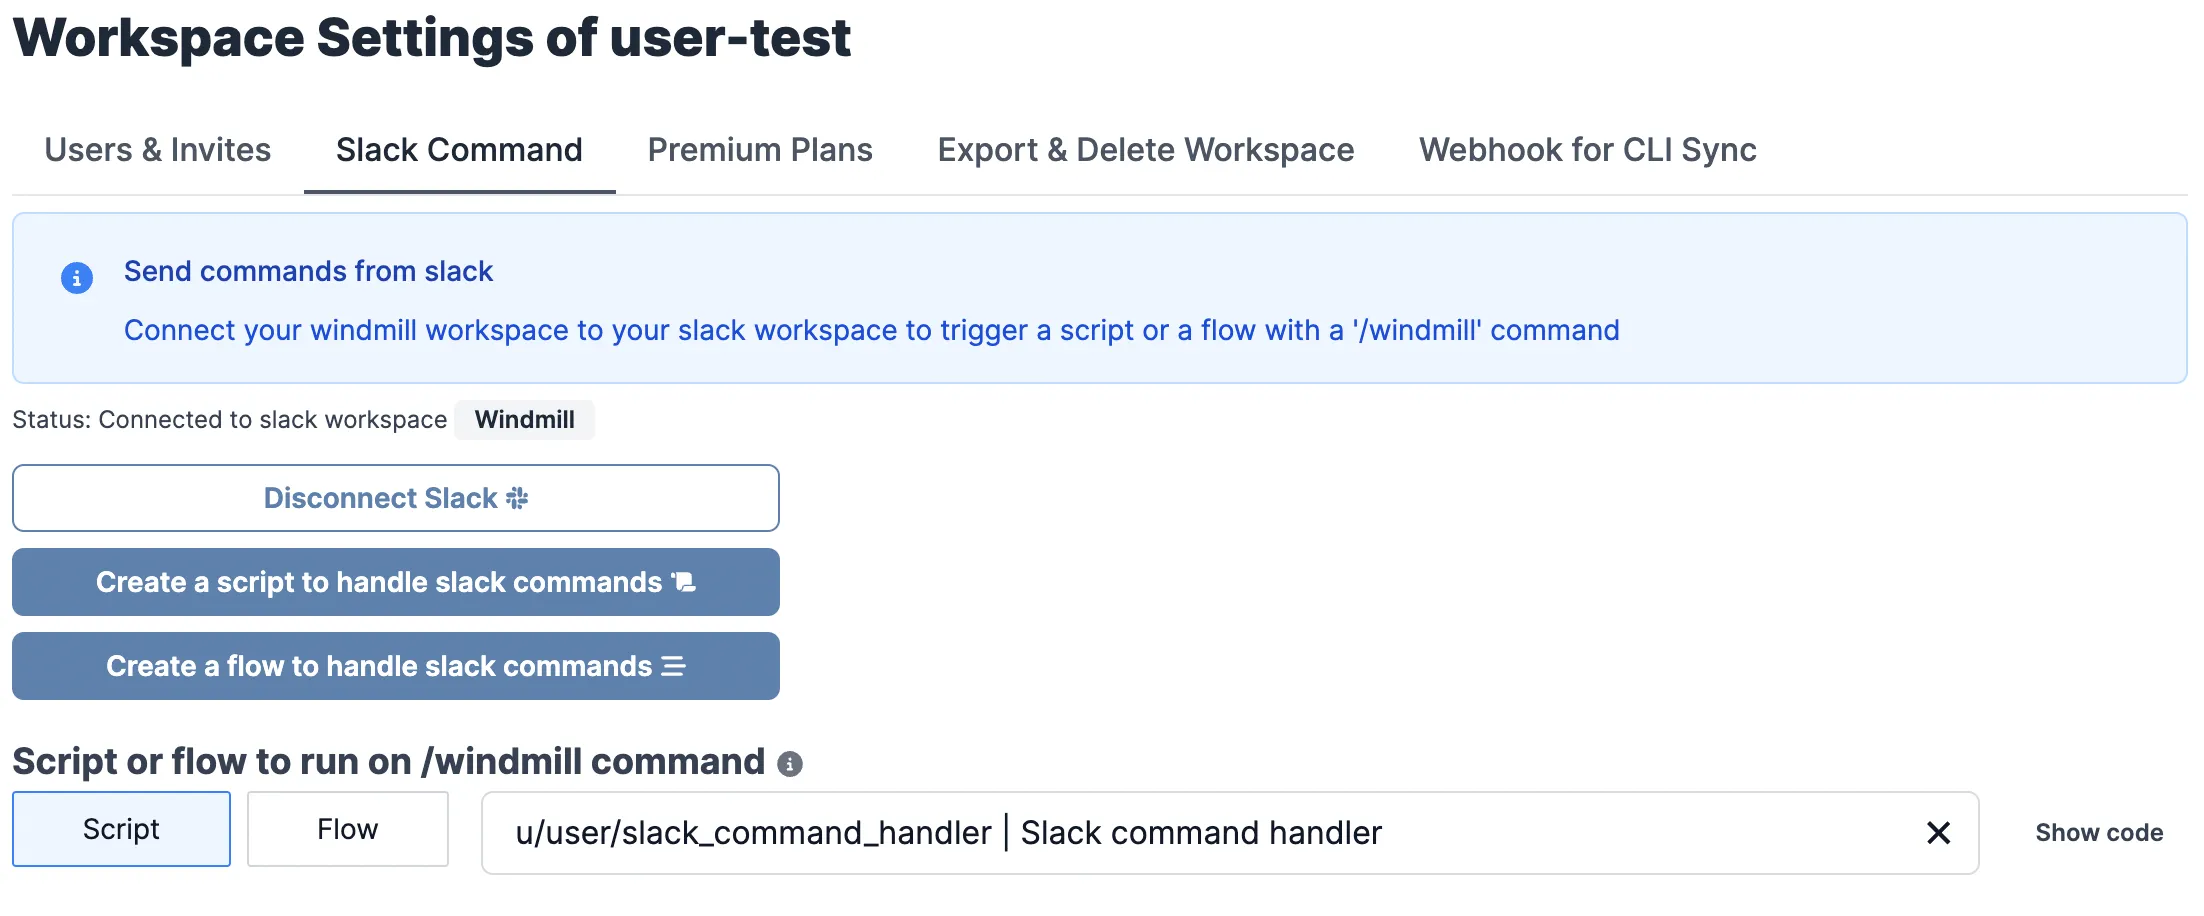 Workspace Settings of user-test
Users & Invites Slack Command Premium Plans Export & Delete Workspace Webhook for CLI Sync
Send commands from slack
Connect your windmill workspace to your slack workspace to trigger a script or a flow with a '/windmill' command
Status: Connected to slack workspace Windmill
Disconnect Slack
Create a script to handle slack commands
Create a flow to handle slack commands
Script or flow to run on /windmill command
Script Flow u/user/slack_command_handler | Slack command handler Show code